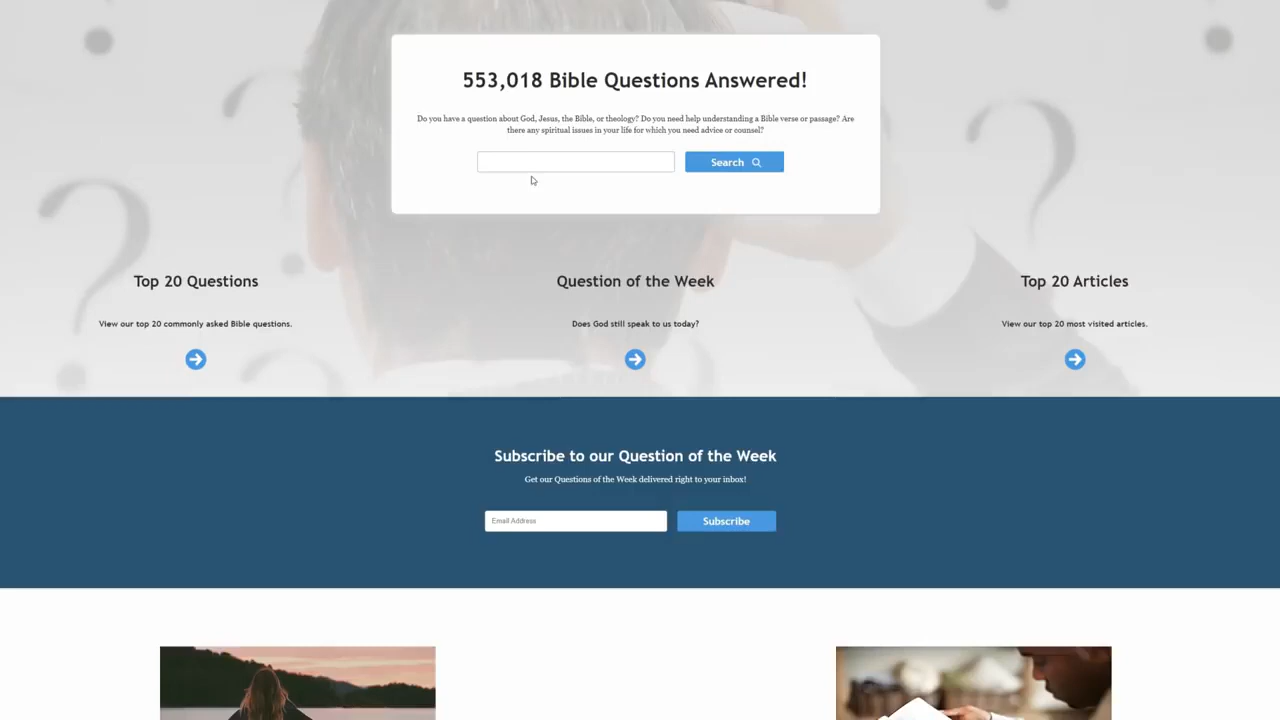 553,018 Bible Questions Answered!
Do you have a question about God, Jesus, the Bible, or theology? Do you need help understanding a Bible verse or passage? Are
there any spiritual issues in your life for which you need advice or counsel?
Search
Top 20 Questions
Question of the Week
Top 20 Articles
View our top 20 commonly asked Bible questions.
Does God still speak to us today?
View our top 20 most visited articles.
Subscribe to our Question of the Week
Get our Questions of the Week delivered right to your inbox!
Email Address
Subscribe